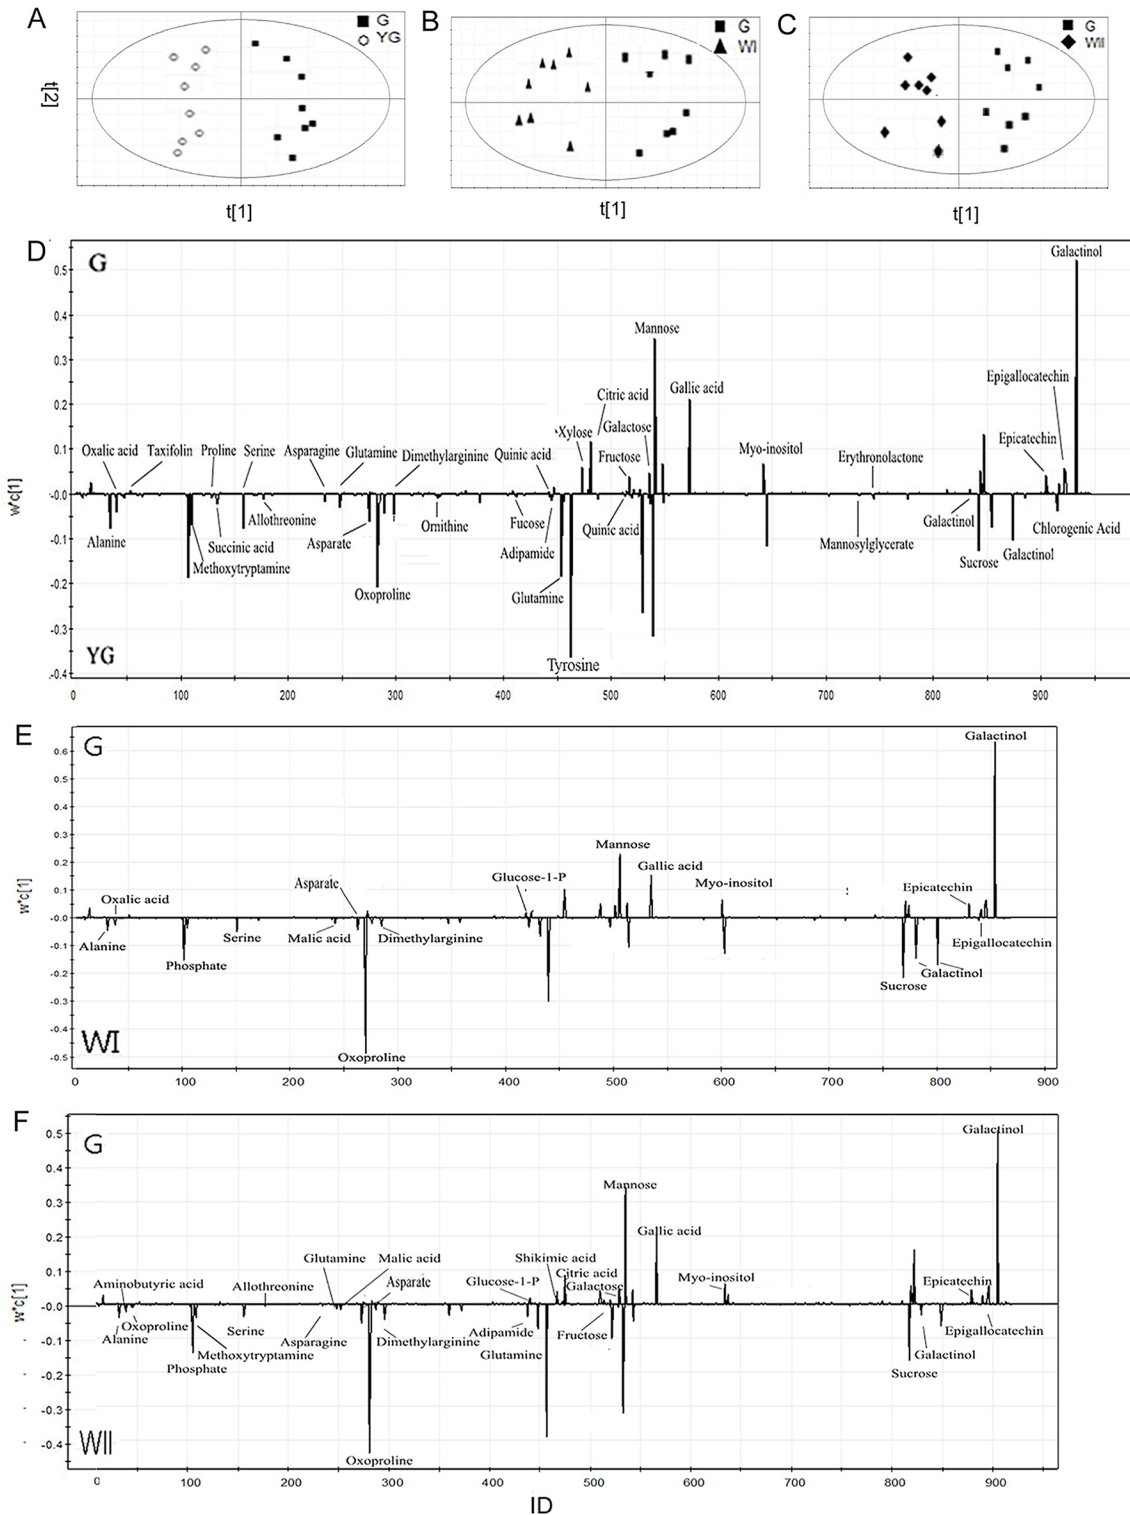 A
G
YG
B
G
WI
C
G
WII
t[2]
t[1]
t[1]
t[1]
D
G
Galactinol
0.5
0.4
Mannose
0.3
Epigallocatechin
Citric acid
Gallic acid
0.2
Xylose
Galactose
Oxalic acid
Taxifolin
Proline
Serine
Asparagine
Glutamine
Dimethylarginine
Quinic acid
Fructose
Myo-inositol
Erythronolactone
Epicatechin
0.1
w*c[1]
-0.0
Alanine
Succinic acid
Allothreonine
Methoxytryptamine
Asparate
Ornithine
Fucose
Adipamide
Quinic acid
Mannosylglycerate
Galactinol
Chlorogenic Acid
-0.1
Sucrose
Galactinol
Oxoproline
Glutamine
-0.2
-0.3
YG
Tyrosine
-0.4
0 100 200 300 400 500 600 700 800 900
E
G
Galactinol
0.6
0.5
0.4
0.3
Mannose
0.2
Gallic acid
Asparate
Glucose-1-P
Myo-inositol
Epicatechin
0.1
Oxalic acid
w*c[1]
-0.0
Alanine
Serine
Malic acid
Dimethylarginine
Epigallocatechin
-0.1
Phosphate
Galactinol
Sucrose
-0.2
-0.3
-0.4
WI
Oxoproline
-0.5
0 100 200 300 400 500 600 700 800 900
F
G
Galactinol
0.5
0.4
Mannose
0.3
Gallic acid
0.2
Glutamine
Malic acid
Shikimic acid
Aminobutyric acid
Allothreonine
Asparate
Glucose-1-P
Citric acid
Galactose
Myo-inositol
Epicatechin
0.1
w*c[1]
-0.0
Oxoproline
Alanine
Serine
Methoxytryptamine
Phosphate
Asparagine
Dimethylarginine
Adipamide
Glutamine
Fructose
Epigallocatechin
Galactinol
Sucrose
-0.1
-0.2
-0.3
-0.4
WII
Oxoproline
0 100 200 300 400 500 600 700 800 900
ID